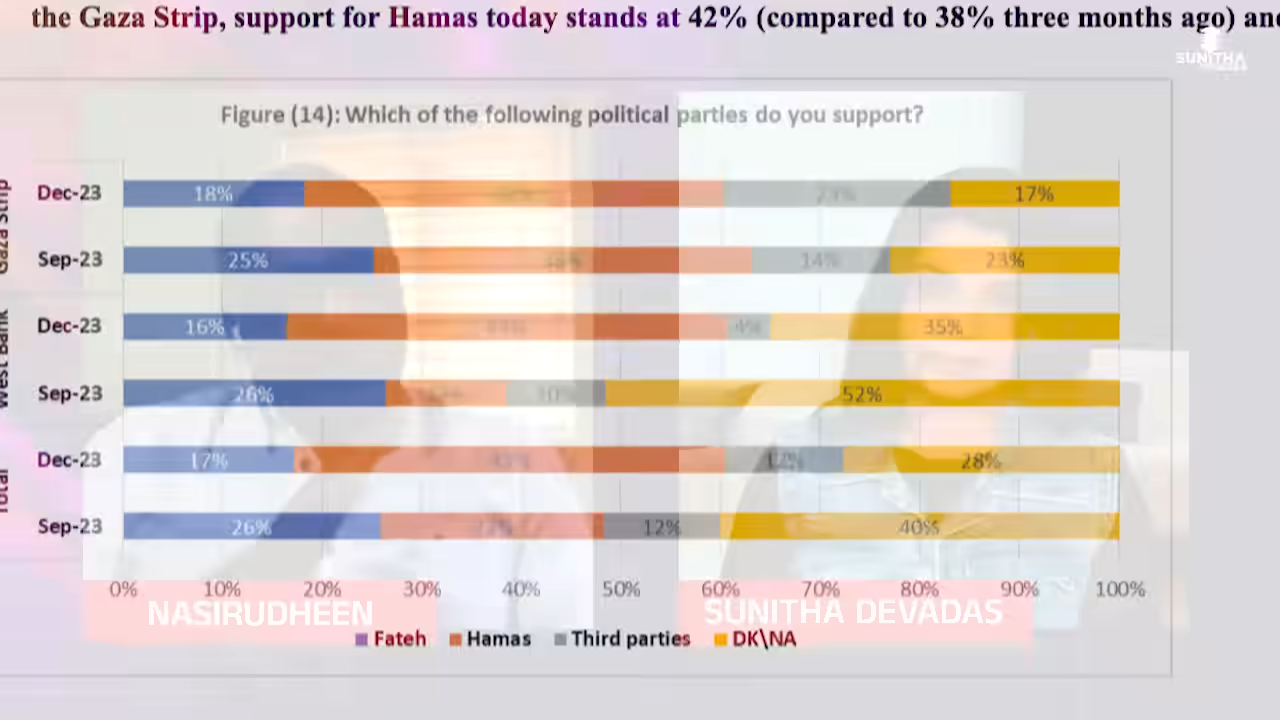 the Gaza Strip, support for Hamas today stands at 42% (compared to 38% three months ago) and
SUNITHA
Figure (14): Which of the following political parties do you support?
Gaza Strip
Dec-23 18% 17%
Sep-23 25% 38% 14% 23%
West Bank
Dec-23 16% 4% 35%
Sep-23 26% 10% 52%
Total
Dec-23 17% 12% 28%
Sep-23 26% 22% 12% 40%
0% 10% 20% 30% 40% 50% 60% 70% 80% 90% 100%
NASIRUDHEEN SUNITHA DEVADAS
Fateh Hamas Third parties DK\NA